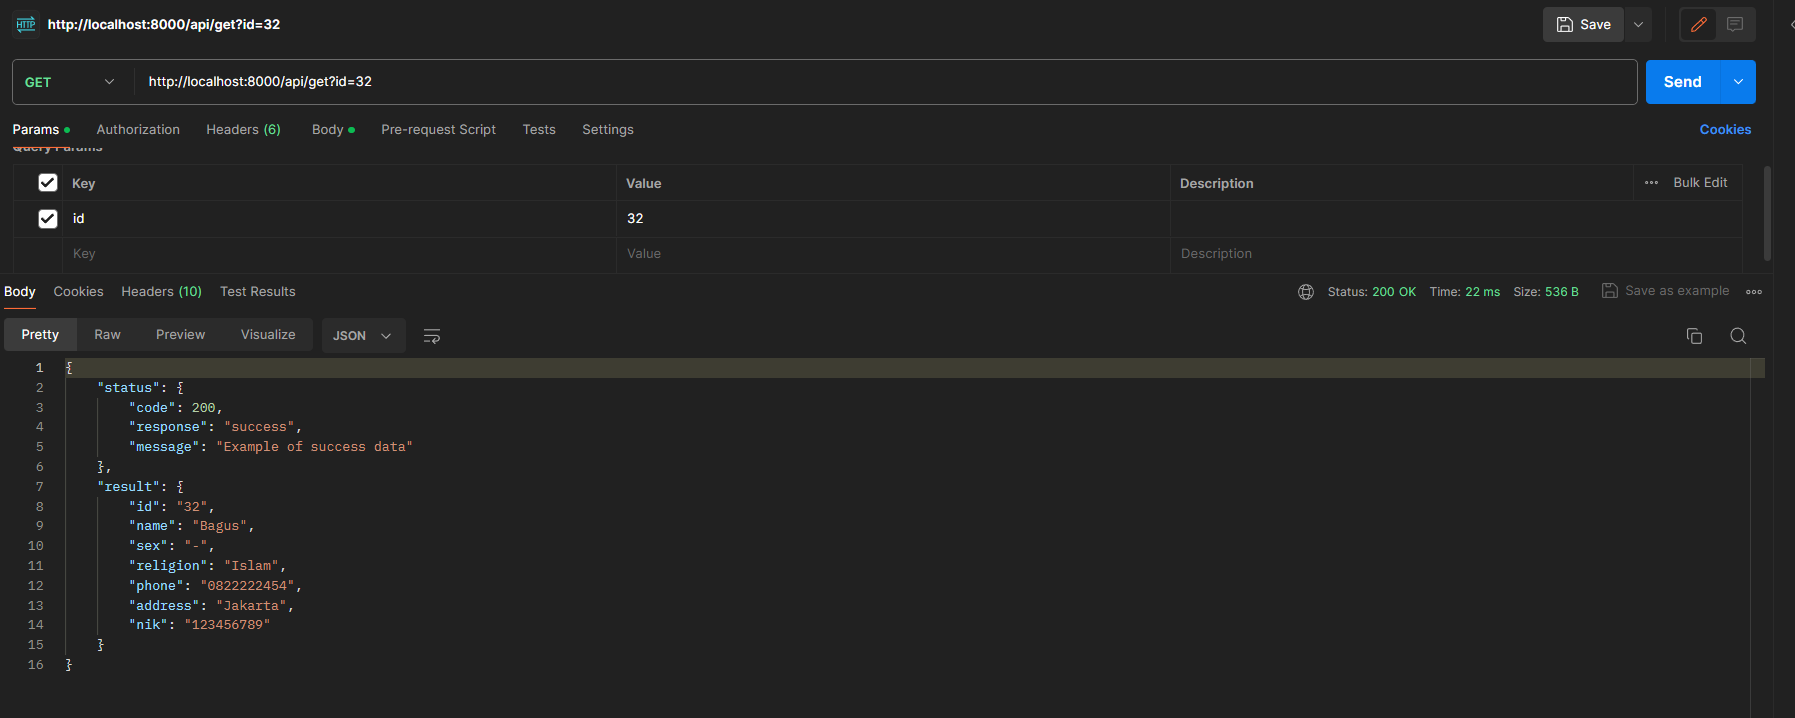 HTTP
http://localhost:8000/api/get?id=32
Save
GET
http://localhost:8000/api/get?id=32
Send
Params Authorization Headers (6) Body Pre-request Script Tests Settings Cookies
Query Params
Key Value Description Bulk Edit
id 32
Key Value Description
Body Cookies Headers (10) Test Results Status: 200 OK Time: 22 ms Size: 536 B Save as example
Pretty Raw Preview Visualize JSON
1 {
2 "status": {
3 "code": 200,
4 "response": "success",
5 "message": "Example of success data"
6 },
7 "result": {
8 "id": "32",
9 "name": "Bagus",
10 "sex": "-",
11 "religion": "Islam",
12 "phone": "0822222454",
13 "address": "Jakarta",
14 "nik": "123456789"
15 }
16 }